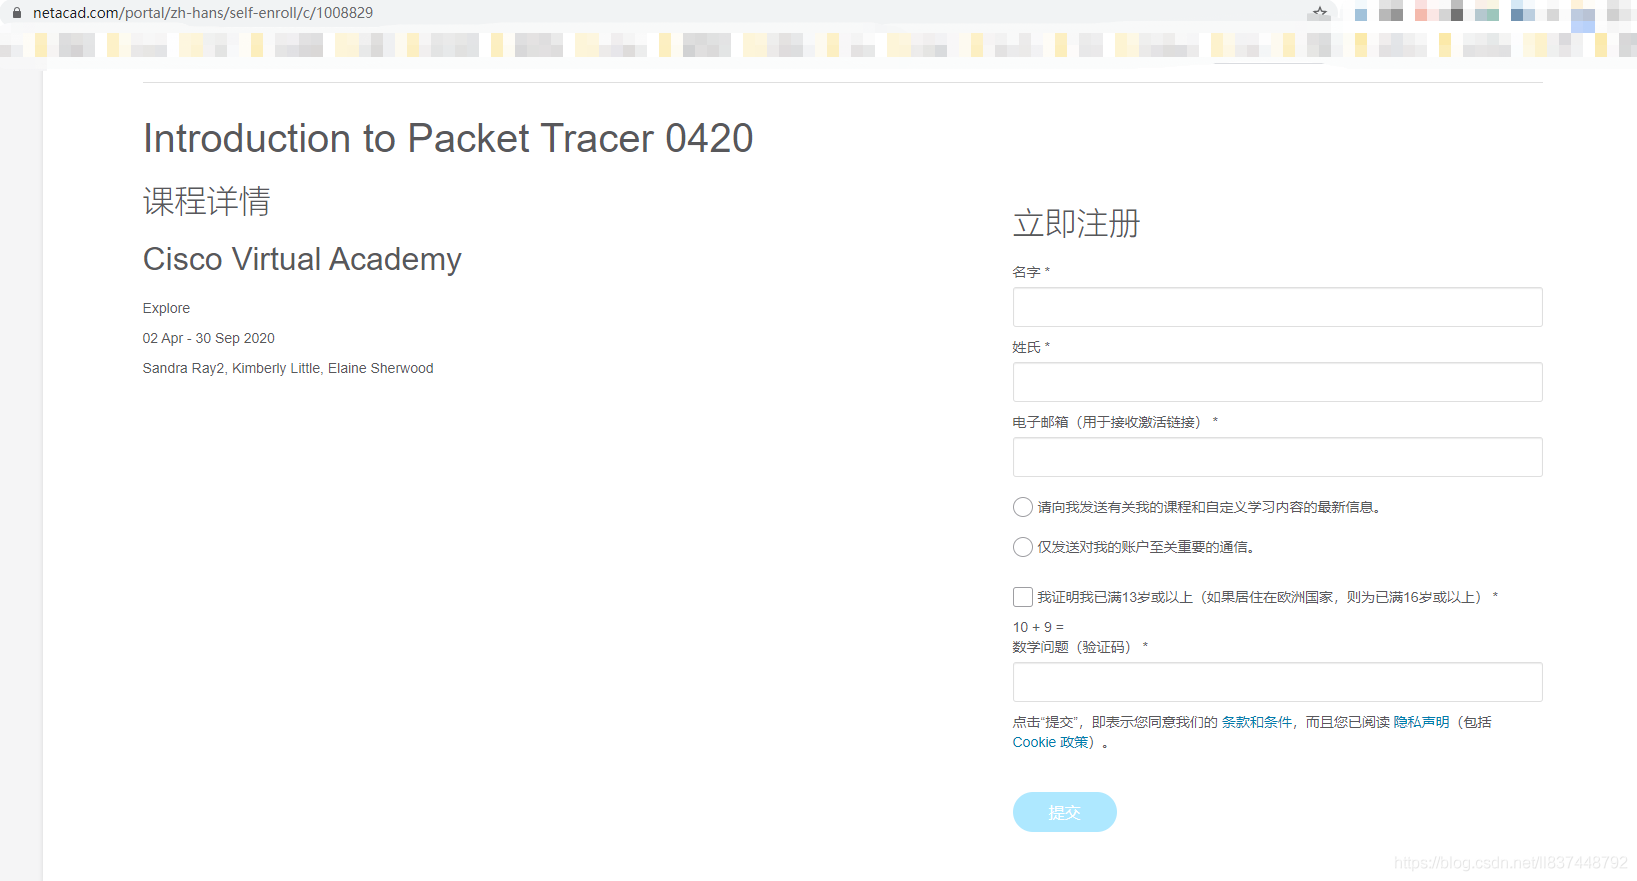 netacad.com/portal/zh-hans/self-enroll/c/1008829
Introduction to Packet Tracer 0420
课程详情
Cisco Virtual Academy
Explore
02 Apr - 30 Sep 2020
Sandra Ray2, Kimberly Little, Elaine Sherwood
立即注册
名字 *
姓氏 *
电子邮箱（用于接收激活链接） *
请向我发送有关我的课程和自定义学习内容的最新信息。
仅发送对我的账户至关重要的通信。
我证明我已满13岁或以上（如果居住在欧洲国家，则为已满16岁或以上） *
10 + 9 =
数学问题（验证码） *
点击“提交”，即表示您同意我们的 条款和条件，而且您已阅读 隐私声明（包括
Cookie 政策）。
提交
https://blog.csdn.net/ll837448792